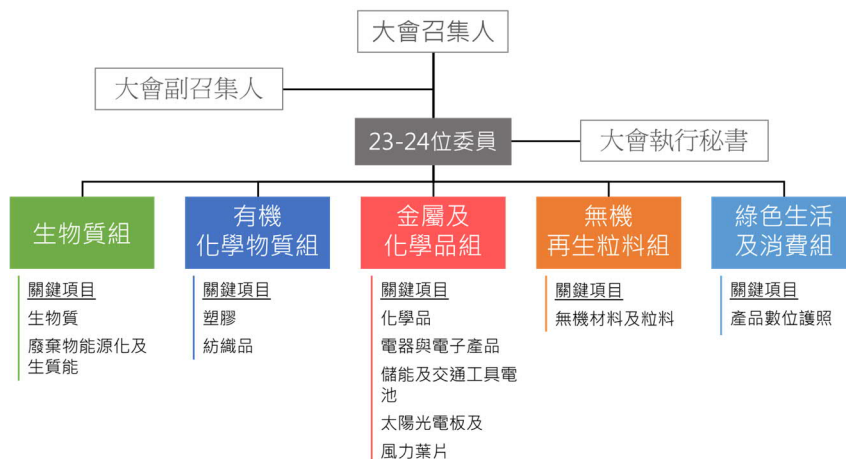 大會召集人
大會副召集人
23-24位委員
大會執行秘書
生物質組
關鍵項目
生物質
廢棄物能源化及
生質能
有機
化學物質組
關鍵項目
塑膠
紡織品
金屬及
化學品組
關鍵項目
化學品
電器與電子產品
儲能及交通工具電
池
太陽光電板及
風力葉片
無機
再生粒料組
關鍵項目
無機材料及粒料
綠色生活
及消費組
關鍵項目
產品數位護照